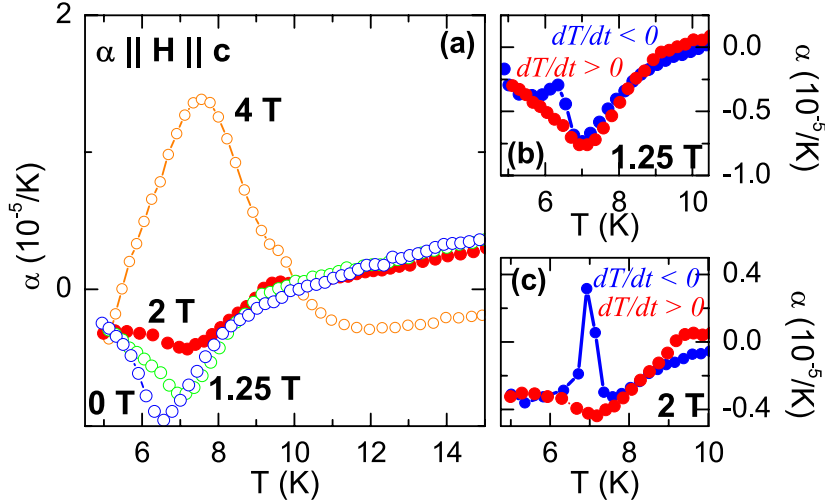 2
α || H || c
(a)
4 T
2 T
0 T
1.25 T
0
α (10⁻⁵/K)
6 8 10 12 14
T (K)
dT/dt < 0
dT/dt > 0
(b)
1.25 T
0.0
-0.5
-1.0
α (10⁻⁵/K)
6 8 10
T (K)
(c)
dT/dt < 0
dT/dt > 0
2 T
0.4
0.0
-0.4
α (10⁻⁵/K)
6 8 10
T (K)